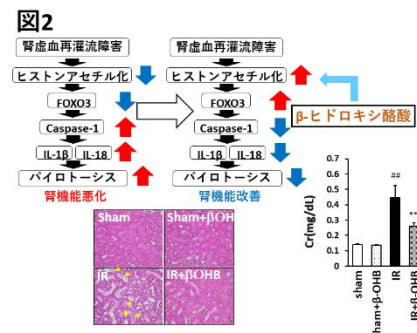 図2
腎虚血再灌流障害
ヒストンアセチル化
FOXO3
Caspase-1
IL-1β IL-18
パイロトーシス
腎機能悪化
腎虚血再灌流障害
ヒストンアセチル化
FOXO3
Caspase-1
IL-1β IL-18
パイロトーシス
腎機能改善
β-ヒドロキシ酪酸
Sham
Sham+βOH
IR
IR+βOHB
Cr(mg/dL)
0.6
0.5
0.4
0.3
0.2
0.1
0
##
**
sham
ham+β-OHB
IR
IR+β-OHB